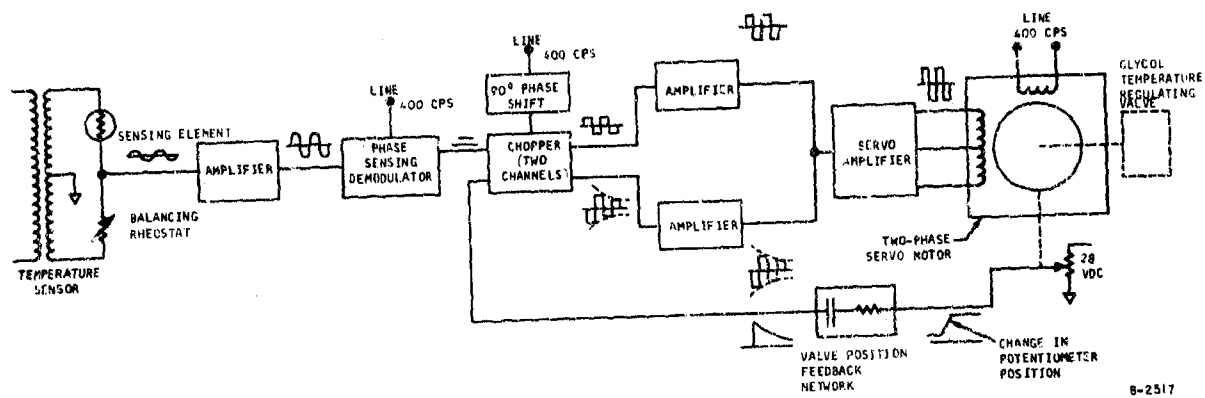 SENSING ELEMENT
BALANCING
RHEOSTAT
TEMPERATURE
SENSOR
AMPLIFIER
LINE
400 CPS
PHASE
SENSING
DEMODULATOR
LINE
400 CPS
90° PHASE
SHIFT
CHOPPER
(TWO
CHANNELS)
AMPLIFIER
AMPLIFIER
SERVO
AMPLIFIER
LINE
400 CPS
GLYCOL
TEMPERATURE
REGULATING
VALVE
TWO-PHASE
SERVO MOTOR
28
VDC
VALVE POSITION
FEEDBACK
NETWORK
CHANGE IN
POTENTIOMETER
POSITION
B-2517